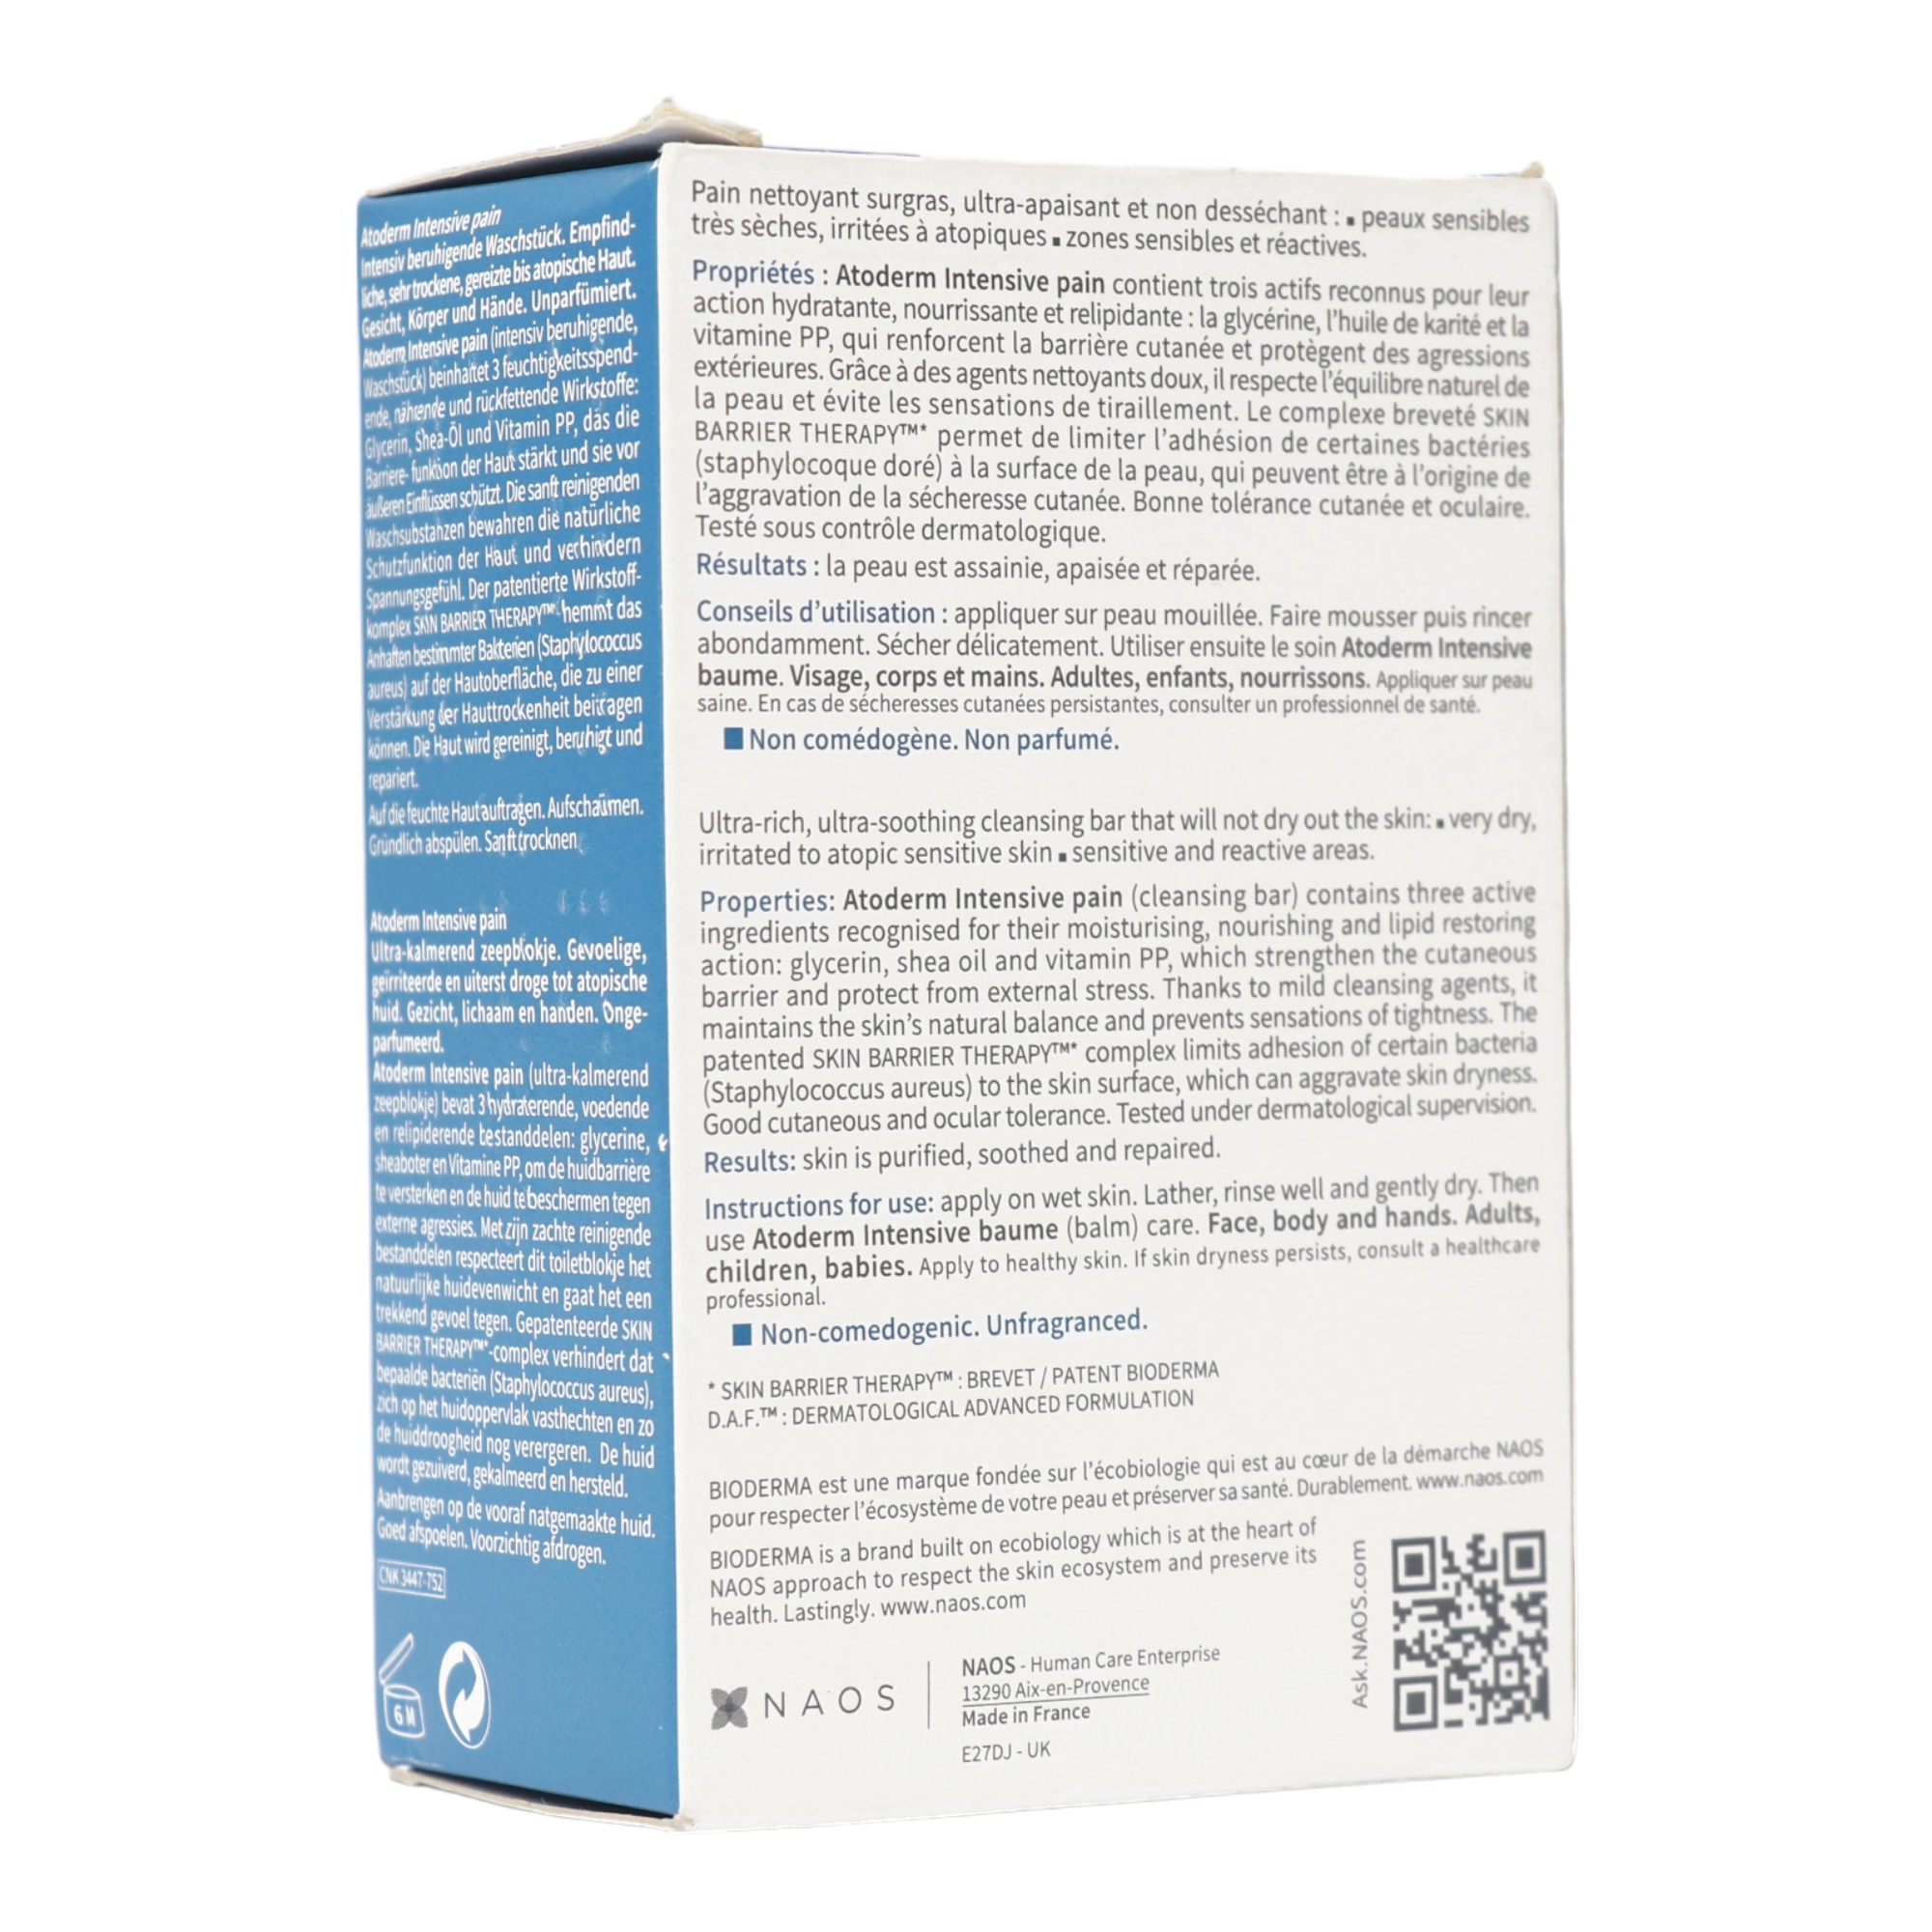 Atoderm Intensive pain
Intensiv beruhigende Waschstück. Empfind-
liche, sehr trockene, gereizte bis atopische Haut.
Gesicht, Körper und Hände. Unparfümiert.
Atoderm Intensive pain (intensiv beruhigende,
Waschstück) beinhaltet 3 feuchtigkeitsspend-
ende, nährende und rückfettende Wirkstoffe:
Glycerin, Shea-Öl und Vitamin PP, das die
Barriere- funktion der Haut stärkt und sie vor
äußeren Einflüssen schützt. Die sanft reinigenden
Waschsubstanzen bewahren die natürliche
Schutzfunktion der Haut und verhindern
Spannungsgefühl. Der patentierte Wirkstoff-
komplex SKIN BARRIER THERAPY™* hemmt das
Anhaften bestimmter Bakterien (Staphylococcus
aureus) auf der Hautoberfläche, die zu einer
Verstärkung der Hauttrockenheit beitragen
können. Die Haut wird gereinigt, beruhigt und
repariert.
Auf die feuchte Haut auftragen. Aufschäumen.
Gründlich abspülen. Sanft trocknen.
Atoderm Intensive pain
Ultra-kalmerend zeepblokje. Gevoelige,
geïrriteerde en uiterst droge tot atopische
huid. Gezicht, lichaam en handen. Onge-
parfumeerd.
Atoderm Intensive pain (ultra-kalmerend
zeepblokje) bevat 3 hydraterende, voedende
en relipiderende bestanddelen: glycerine,
sheaboter en Vitamine PP, om de huidbarrière
te versterken en de huid te beschermen tegen
externe agressies. Met zijn zachte reinigende
bestanddelen respecteert dit toiletblokje het
natuurlijke huidevenwicht en gaat het een
trekkend gevoel tegen. Gepatenteerde SKIN
BARRIER THERAPY™*-complex verhindert dat
bepaalde bacteriën (Staphylococcus aureus),
zich op het huidoppervlak vasthechten en zo
de huiddroogheid nog verergeren. De huid
wordt gezuiverd, gekalmeerd en hersteld.
Aanbrengen op de vooraf natgemaakte huid.
Goed afspoelen. Voorzichtig afdrogen.
CNK 3447-752
6 M
Pain nettoyant surgras, ultra-apaisant et non desséchant : ▪ peaux sensibles
très sèches, irritées à atopiques ▪ zones sensibles et réactives.
Propriétés : Atoderm Intensive pain contient trois actifs reconnus pour leur
action hydratante, nourrissante et relipidante : la glycérine, l'huile de karité et la
vitamine PP, qui renforcent la barrière cutanée et protègent des agressions
extérieures. Grâce à des agents nettoyants doux, il respecte l'équilibre naturel de
la peau et évite les sensations de tiraillement. Le complexe breveté SKIN
BARRIER THERAPY™* permet de limiter l'adhésion de certaines bactéries
(staphylocoque doré) à la surface de la peau, qui peuvent être à l'origine de
l'aggravation de la sécheresse cutanée. Bonne tolérance cutanée et oculaire.
Testé sous contrôle dermatologique.
Résultats : la peau est assainie, apaisée et réparée.
Conseils d'utilisation : appliquer sur peau mouillée. Faire mousser puis rincer
abondamment. Sécher délicatement. Utiliser ensuite le soin Atoderm Intensive
baume. Visage, corps et mains. Adultes, enfants, nourrissons. Appliquer sur peau
saine. En cas de sécheresses cutanées persistantes, consulter un professionnel de santé.
■ Non comédogène. Non parfumé.
Ultra-rich, ultra-soothing cleansing bar that will not dry out the skin: ▪ very dry,
irritated to atopic sensitive skin ▪ sensitive and reactive areas.
Properties: Atoderm Intensive pain (cleansing bar) contains three active
ingredients recognised for their moisturising, nourishing and lipid restoring
action: glycerin, shea oil and vitamin PP, which strengthen the cutaneous
barrier and protect from external stress. Thanks to mild cleansing agents, it
maintains the skin's natural balance and prevents sensations of tightness. The
patented SKIN BARRIER THERAPY™* complex limits adhesion of certain bacteria
(Staphylococcus aureus) to the skin surface, which can aggravate skin dryness.
Good cutaneous and ocular tolerance. Tested under dermatological supervision.
Results: skin is purified, soothed and repaired.
Instructions for use: apply on wet skin. Lather, rinse well and gently dry. Then
use Atoderm Intensive baume (balm) care. Face, body and hands. Adults,
children, babies. Apply to healthy skin. If skin dryness persists, consult a healthcare
professional.
■ Non-comedogenic. Unfragranced.
* SKIN BARRIER THERAPY™ : BREVET / PATENT BIODERMA
D.A.F.™ : DERMATOLOGICAL ADVANCED FORMULATION
BIODERMA est une marque fondée sur l'écobiologie qui est au cœur de la démarche NAOS
pour respecter l'écosystème de votre peau et préserver sa santé. Durablement. www.naos.com
BIODERMA is a brand built on ecobiology which is at the heart of
NAOS approach to respect the skin ecosystem and preserve its
health. Lastingly. www.naos.com
NAOS
NAOS - Human Care Enterprise
13290 Aix-en-Provence
Made in France
E27DJ - UK
Ask.NAOS.com